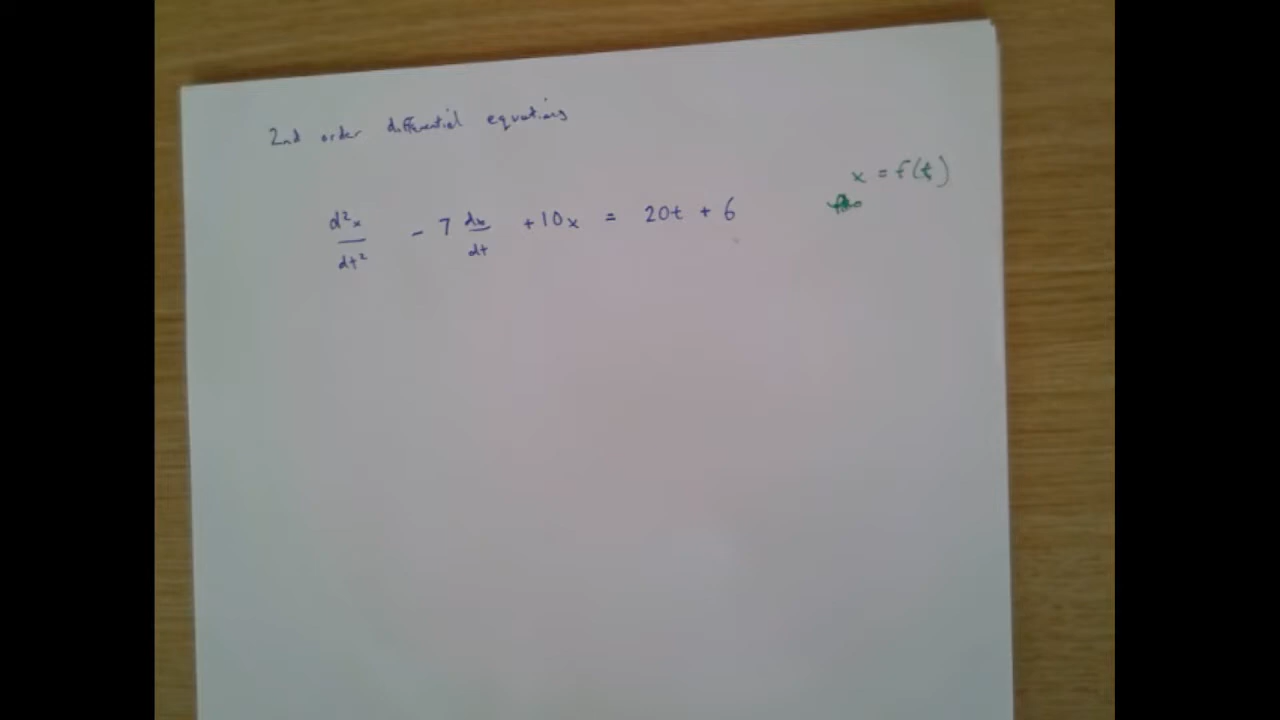 2nd order differential equations
x = f(t)
d²x/dt² - 7 dx/dt + 10x = 20t + 6